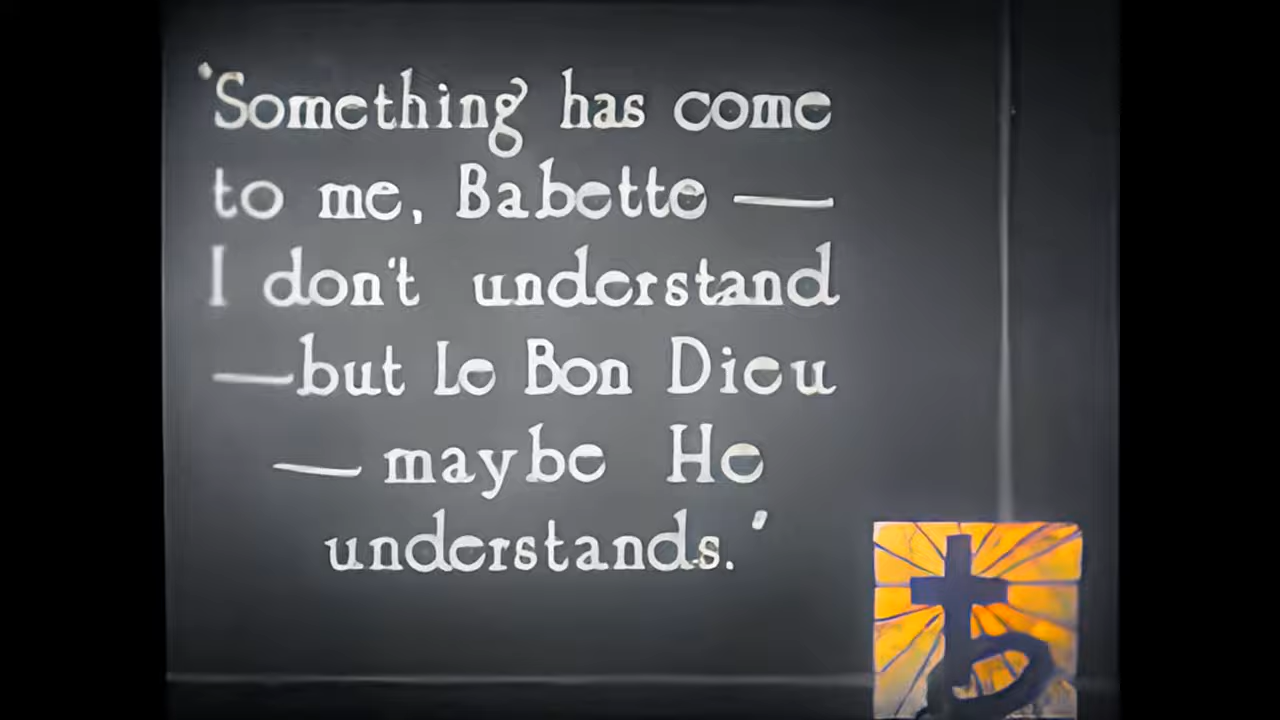 'Something has come
to me, Babette —
I don't understand
—but Le Bon Dieu
— maybe He
understands.'